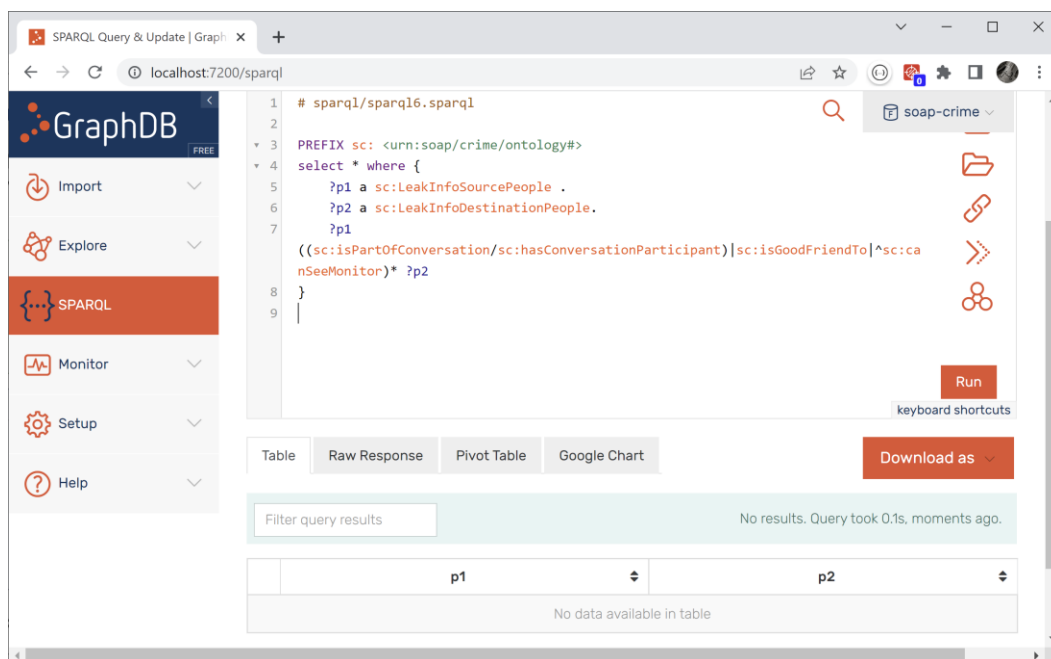 SPARQL Query & Update | Graph
localhost:7200/sparql
0
GraphDB
FREE
Import
Explore
SPARQL
Monitor
Setup
Help
soap-crime
1 # sparql/sparql6.sparql
2
3 PREFIX sc: <urn:soap/crime/ontology#>
4 select * where {
5 ?p1 a sc:LeakInfoSourcePeople .
6 ?p2 a sc:LeakInfoDestinationPeople.
7 ?p1
((sc:isPartOfConversation/sc:hasConversationParticipant)|sc:isGoodFriendTo|^sc:ca
nSeeMonitor)* ?p2
8 }
9
Run
keyboard shortcuts
Table Raw Response Pivot Table Google Chart
Download as
Filter query results
No results. Query took 0.1s, moments ago.
p1 p2
No data available in table